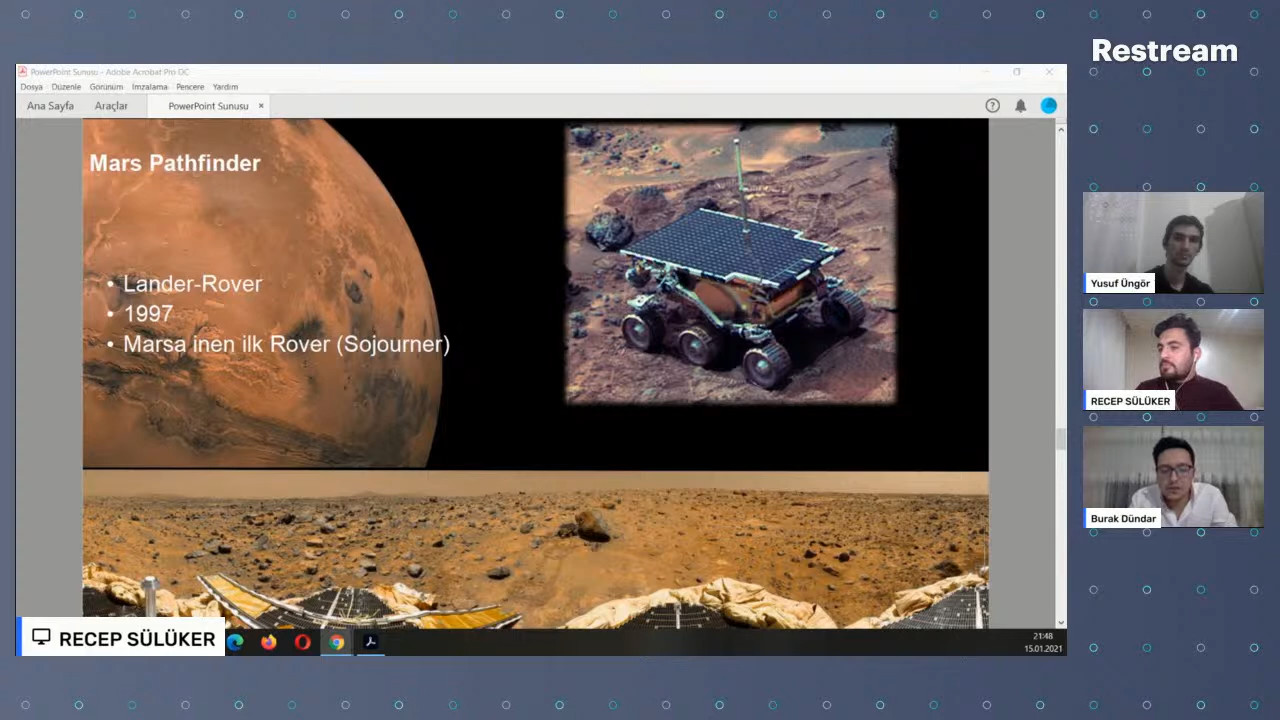 Restream
PowerPoint Sunusu - Adobe Acrobat Pro DC
Dosya Düzenle Görünüm İmzalama Pencere Yardım
Ana Sayfa Araçlar PowerPoint Sunusu ×
Mars Pathfinder
• Lander-Rover
• 1997
• Marsa inen ilk Rover (Sojourner)
Yusuf Üngör
RECEP SÜLÜKER
Burak Dündar
RECEP SÜLÜKER
21:48
15.01.2021